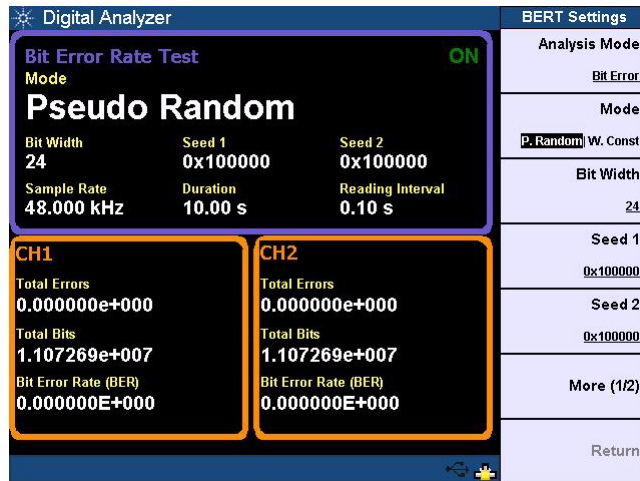 Digital Analyzer
Bit Error Rate Test ON
Mode
Pseudo Random
Bit Width Seed 1 Seed 2
24 0x100000 0x100000
Sample Rate Duration Reading Interval
48.000 kHz 10.00 s 0.10 s
CH1
Total Errors
0.000000e+000
Total Bits
1.107269e+007
Bit Error Rate (BER)
0.000000E+000
CH2
Total Errors
0.000000e+000
Total Bits
1.107269e+007
Bit Error Rate (BER)
0.000000E+000
BERT Settings
Analysis Mode
Bit Error
Mode
P. Random| W. Const
Bit Width
24
Seed 1
0x100000
Seed 2
0x100000
More (1/2)
Return